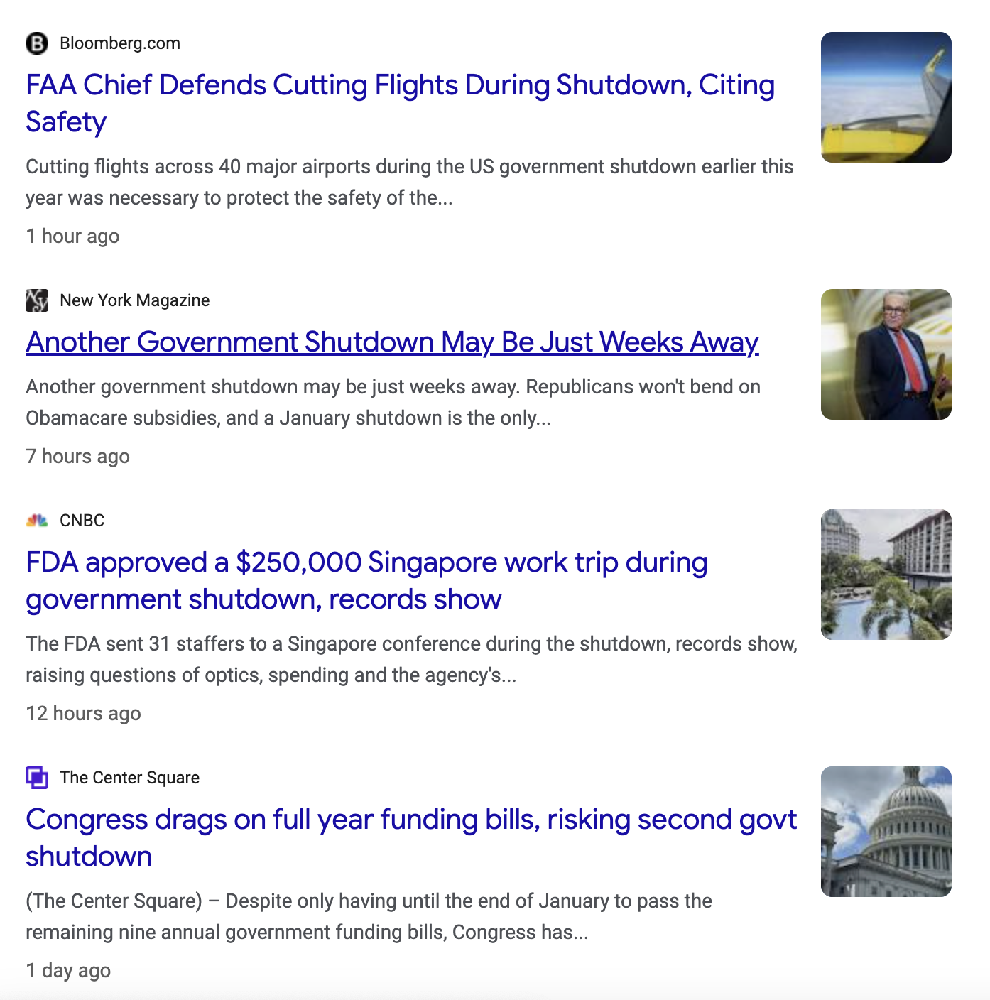 Bloomberg.com
FAA Chief Defends Cutting Flights During Shutdown, Citing
Safety
Cutting flights across 40 major airports during the US government shutdown earlier this
year was necessary to protect the safety of the...
1 hour ago
New York Magazine
Another Government Shutdown May Be Just Weeks Away
Another government shutdown may be just weeks away. Republicans won't bend on
Obamacare subsidies, and a January shutdown is the only...
7 hours ago
CNBC
FDA approved a $250,000 Singapore work trip during
government shutdown, records show
The FDA sent 31 staffers to a Singapore conference during the shutdown, records show,
raising questions of optics, spending and the agency's...
12 hours ago
The Center Square
Congress drags on full year funding bills, risking second govt
shutdown
(The Center Square) – Despite only having until the end of January to pass the
remaining nine annual government funding bills, Congress has...
1 day ago